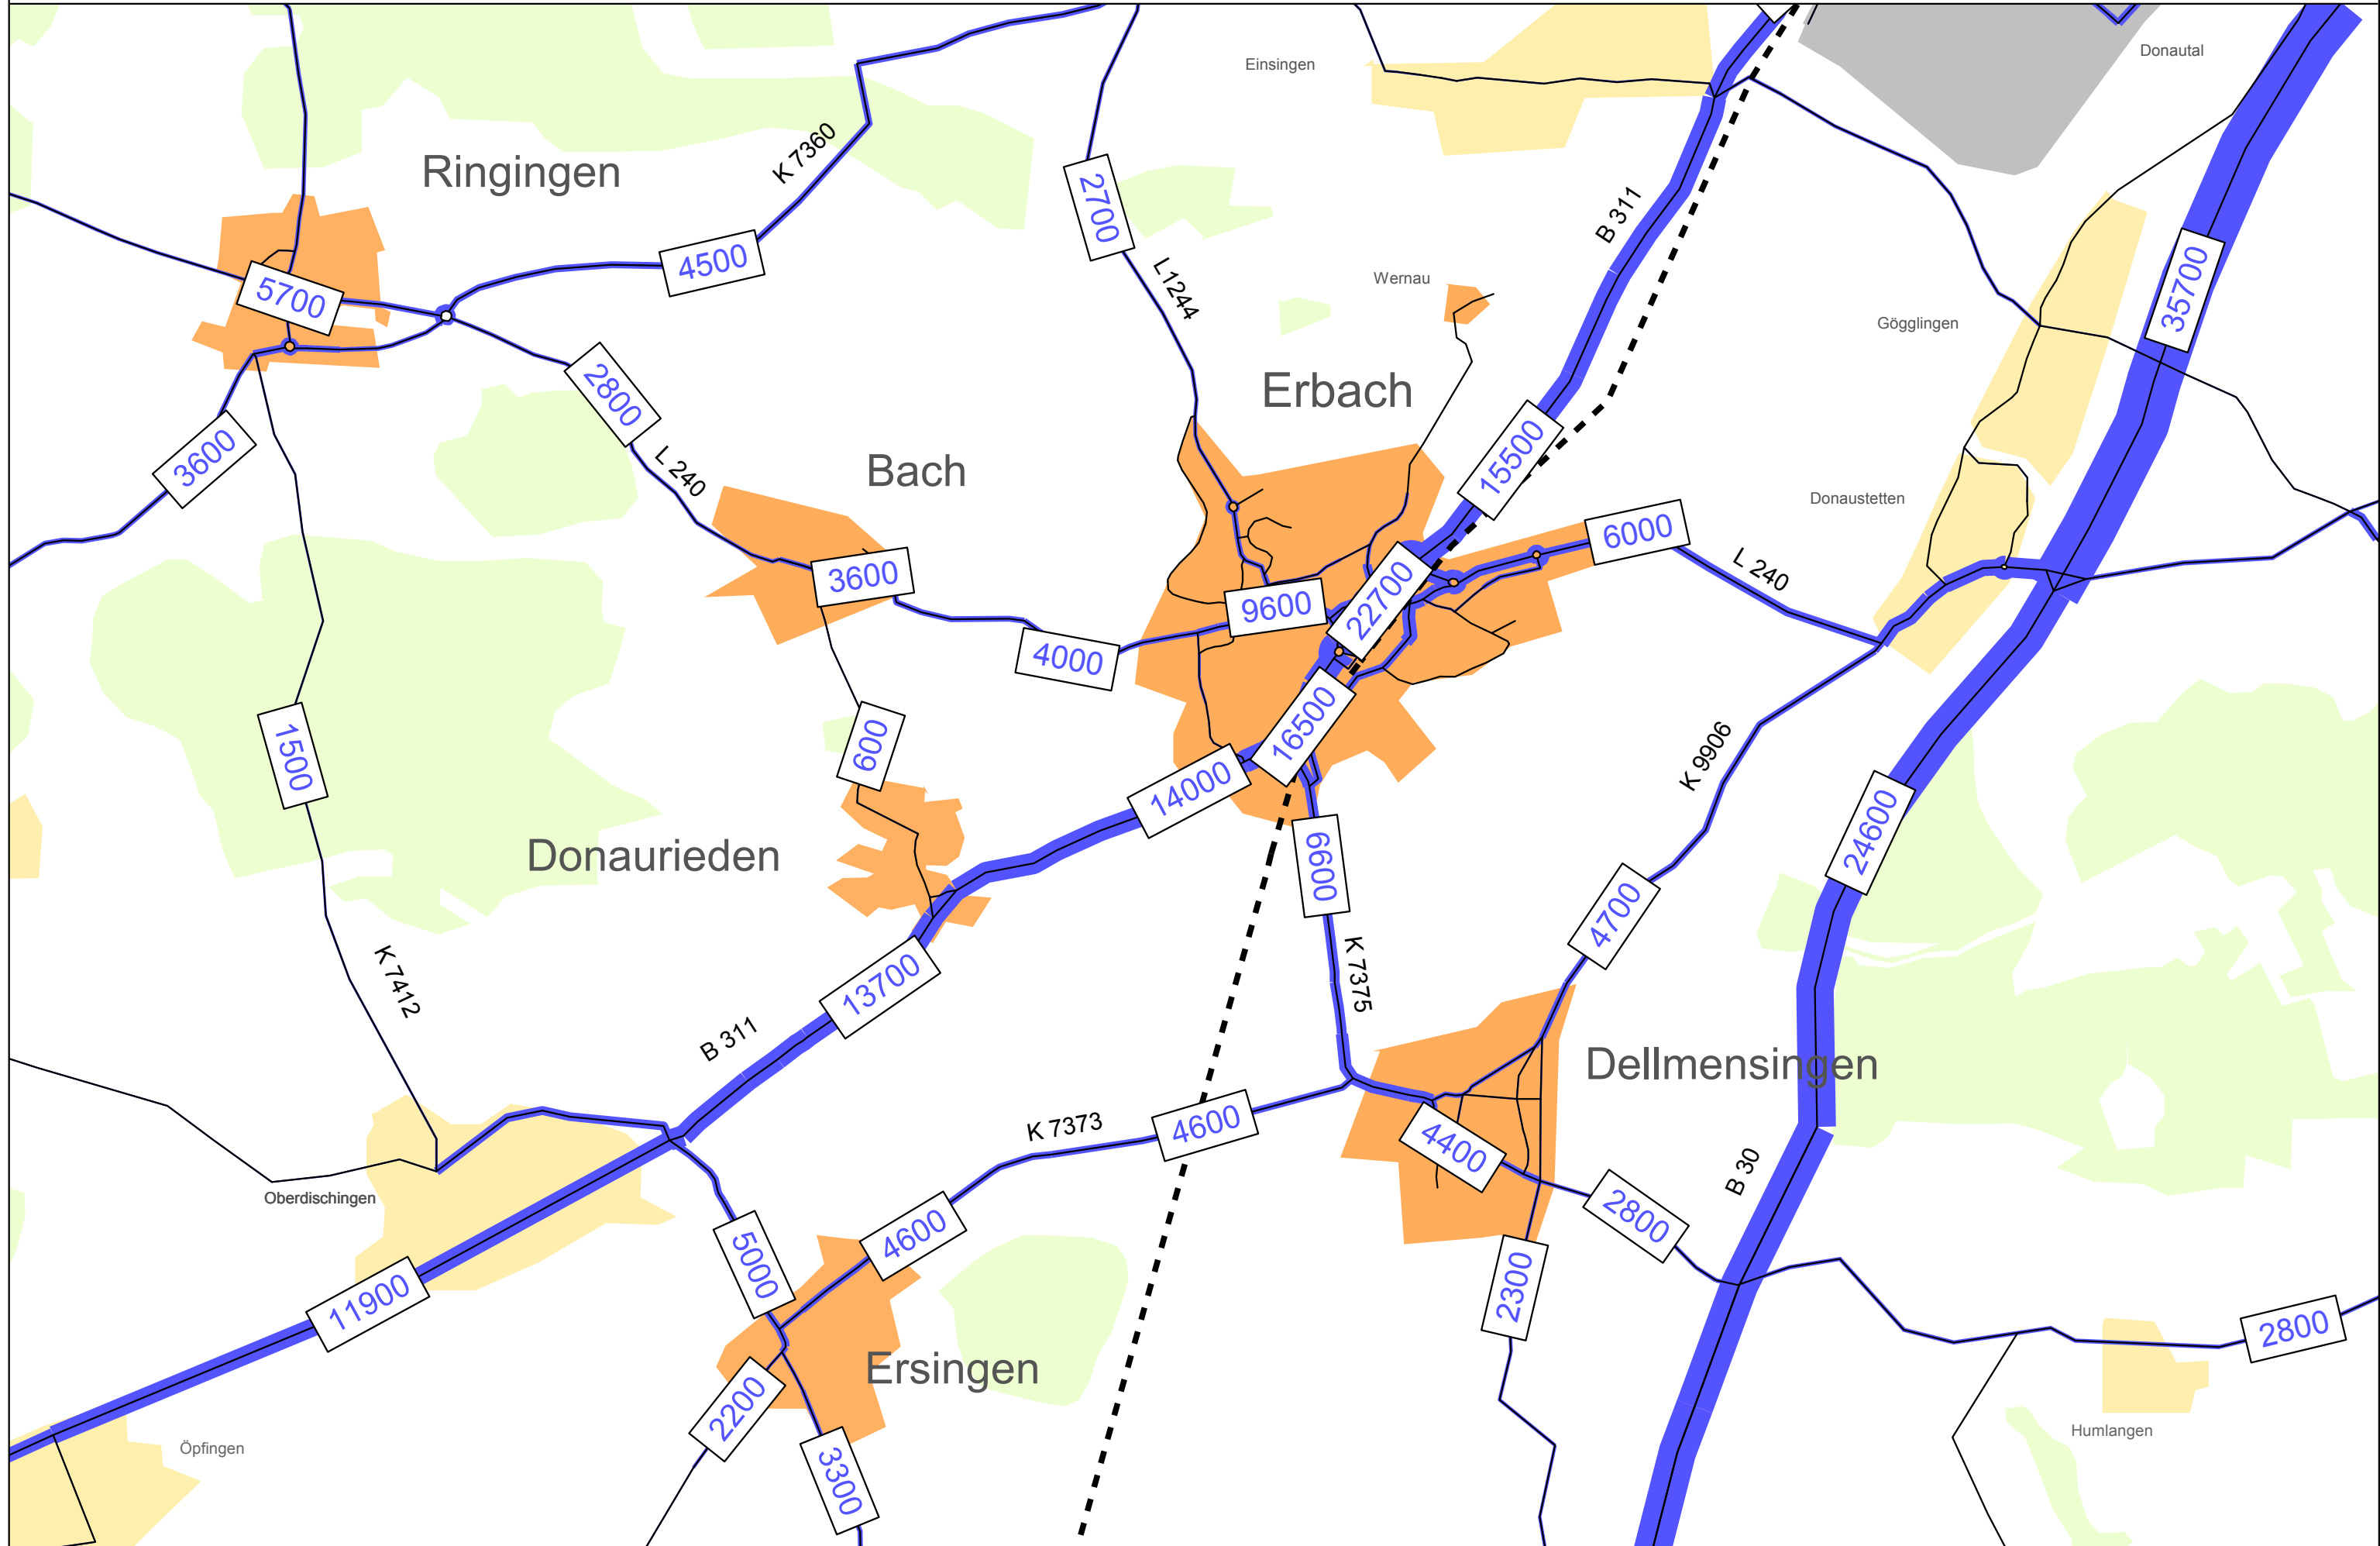 Donautal
Einsingen
K 7360
Ringingen
2700
B 311
4500
L1244
Wernau
35700
5700
Gögglingen
2800
Erbach
3600
L 240
Bach
15500
Donaustetten
6000
L 240
3600
9600
22700
4000
600
1500
16500
14000
K 9906
24600
Donaurieden
6600
4700
K 7412
13700
K 7375
B 311
Dellmensingen
K 7373
4600
4400
B 30
Oberdischingen
4600
5000
2800
2300
11900
2800
Ersingen
2200
3300
Öpfingen
Humlangen